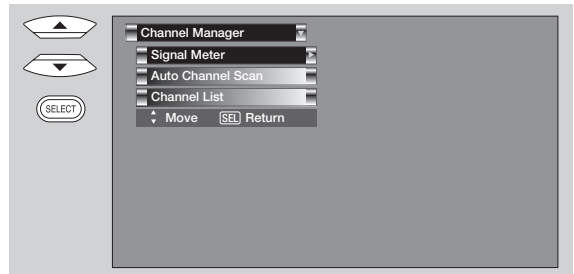 Channel Manager
Signal Meter
Auto Channel Scan
Channel List
Move SEL Return
SELECT